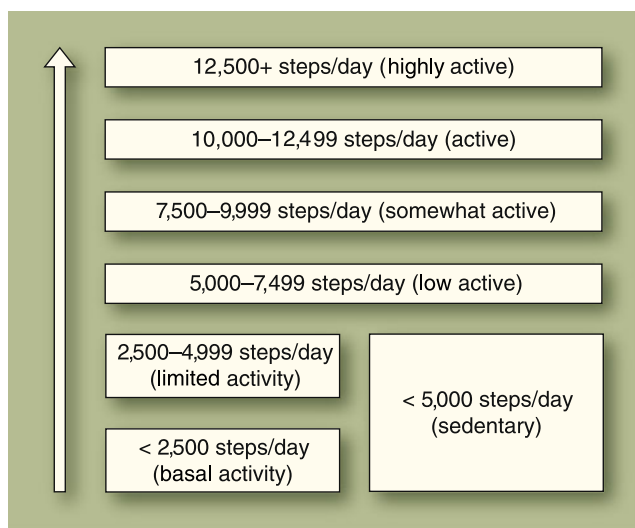 12,500+ steps/day (highly active)
10,000–12,499 steps/day (active)
7,500–9,999 steps/day (somewhat active)
5,000–7,499 steps/day (low active)
2,500–4,999 steps/day
(limited activity)
< 5,000 steps/day
(sedentary)
< 2,500 steps/day
(basal activity)